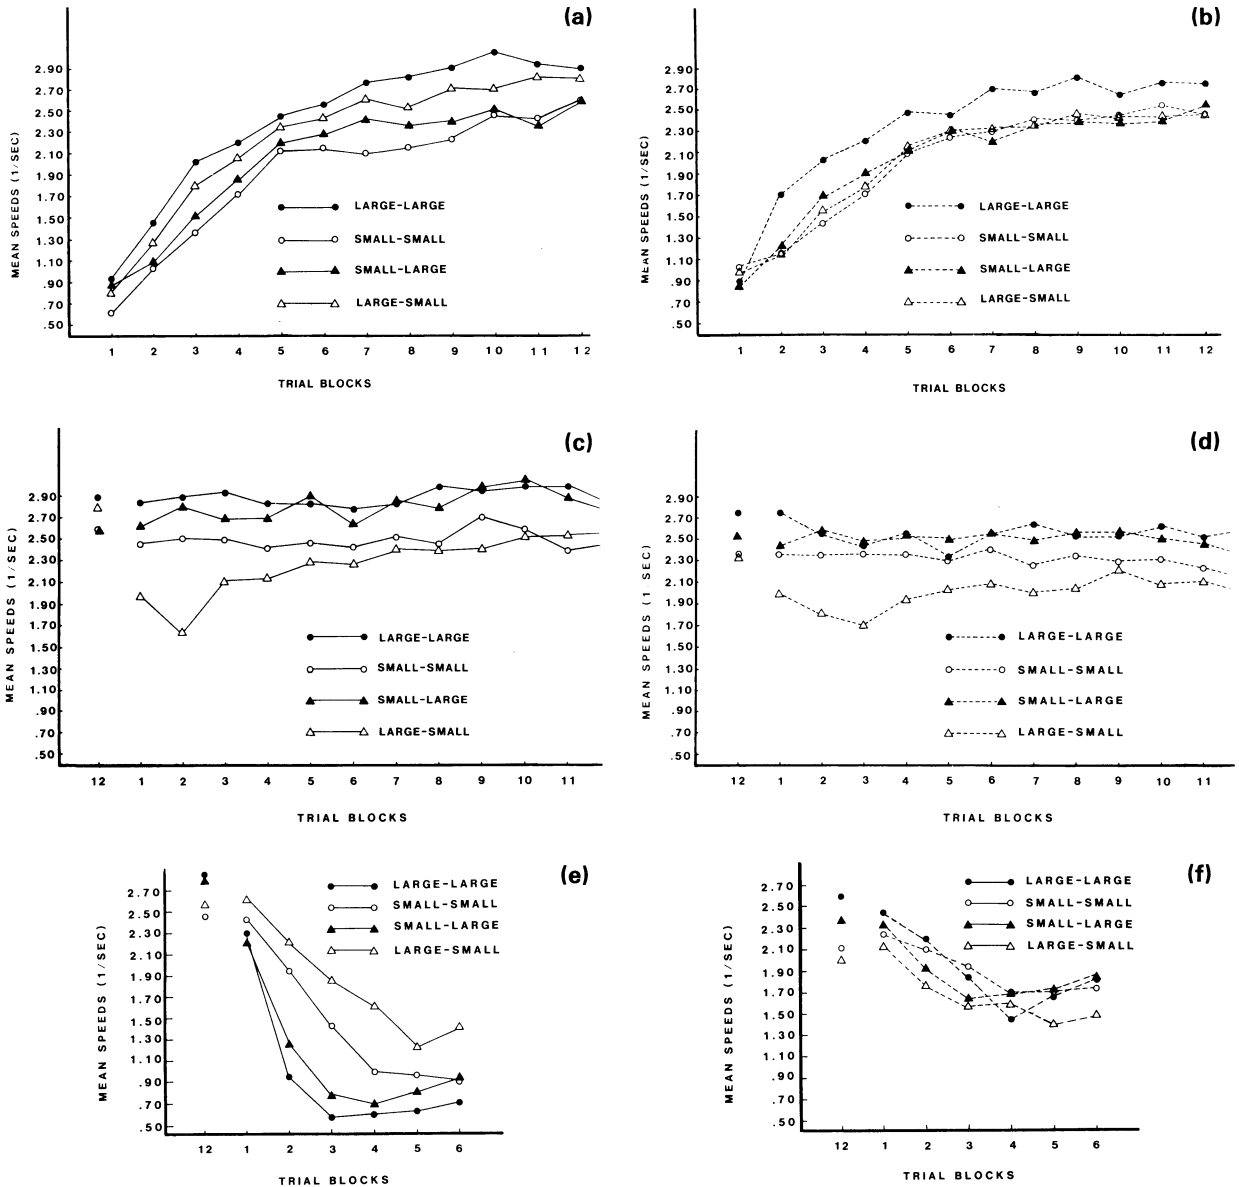 (a)
MEAN SPEEDS (1/SEC)
2.90
2.70
2.50
2.30
2.10
1.90
1.70
1.50
1.30
1.10
.90
.70
.50
LARGE-LARGE
SMALL-SMALL
SMALL-LARGE
LARGE-SMALL
1 2 3 4 5 6 7 8 9 10 11 12
TRIAL BLOCKS
(b)
MEAN SPEEDS (1/SEC)
2.90
2.70
2.50
2.30
2.10
1.90
1.70
1.50
1.30
1.10
.90
.70
.50
LARGE-LARGE
SMALL-SMALL
SMALL-LARGE
LARGE-SMALL
1 2 3 4 5 6 7 8 9 10 11 12
TRIAL BLOCKS
(c)
MEAN SPEEDS (1/SEC)
2.90
2.70
2.50
2.30
2.10
1.90
1.70
1.50
1.30
1.10
.90
.70
.50
LARGE-LARGE
SMALL-SMALL
SMALL-LARGE
LARGE-SMALL
12 1 2 3 4 5 6 7 8 9 10 11
TRIAL BLOCKS
(d)
MEAN SPEEDS (1 SEC)
2.90
2.70
2.50
2.30
2.10
1.90
1.70
1.50
1.30
1.10
.90
.70
.50
LARGE-LARGE
SMALL-SMALL
SMALL-LARGE
LARGE-SMALL
12 1 2 3 4 5 6 7 8 9 10 11
TRIAL BLOCKS
(e)
MEAN SPEEDS (1/SEC)
2.70
2.50
2.30
2.10
1.90
1.70
1.50
1.30
1.10
.90
.70
.50
LARGE-LARGE
SMALL-SMALL
SMALL-LARGE
LARGE-SMALL
12 1 2 3 4 5 6
TRIAL BLOCKS
(f)
MEAN SPEEDS (1/SEC)
2.70
2.50
2.30
2.10
1.90
1.70
1.50
1.30
1.10
.90
.70
.50
LARGE-LARGE
SMALL-SMALL
SMALL-LARGE
LARGE-SMALL
12 1 2 3 4 5 6
TRIAL BLOCKS